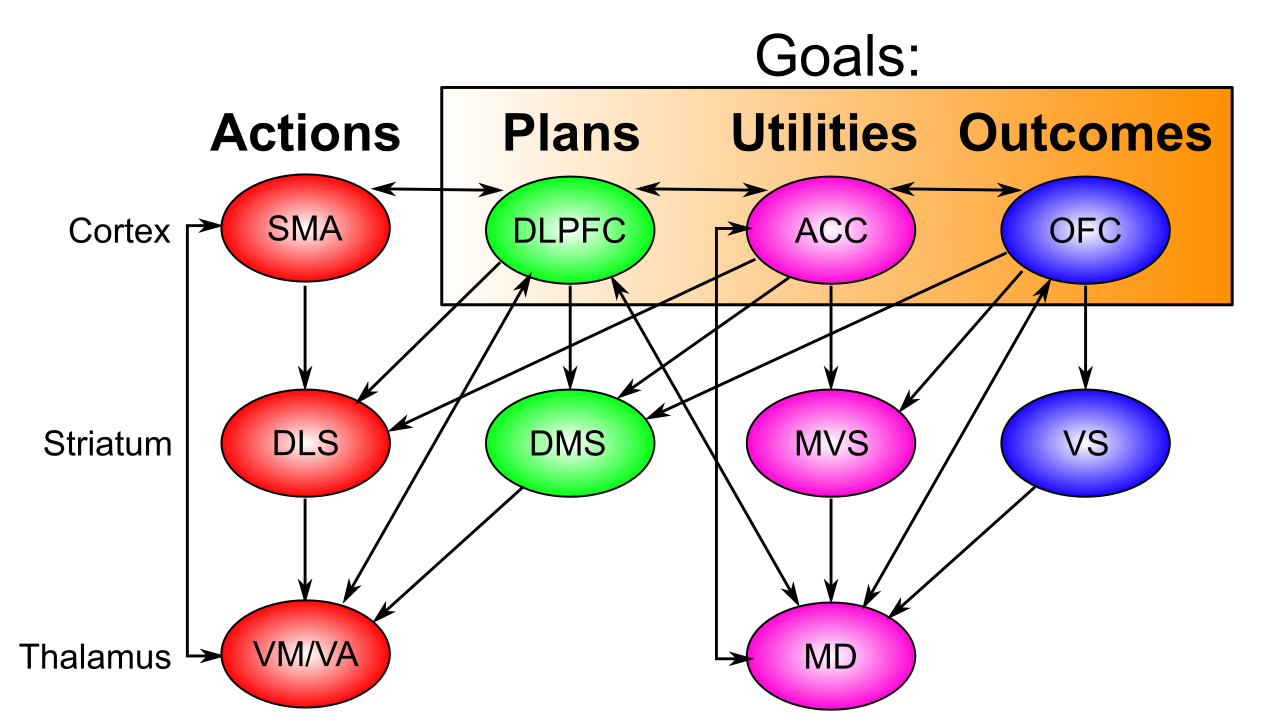 Goals:
Actions Plans Utilities Outcomes
Cortex SMA DLPFC ACC OFC
Striatum DLS DMS MVS VS
Thalamus VM/VA MD